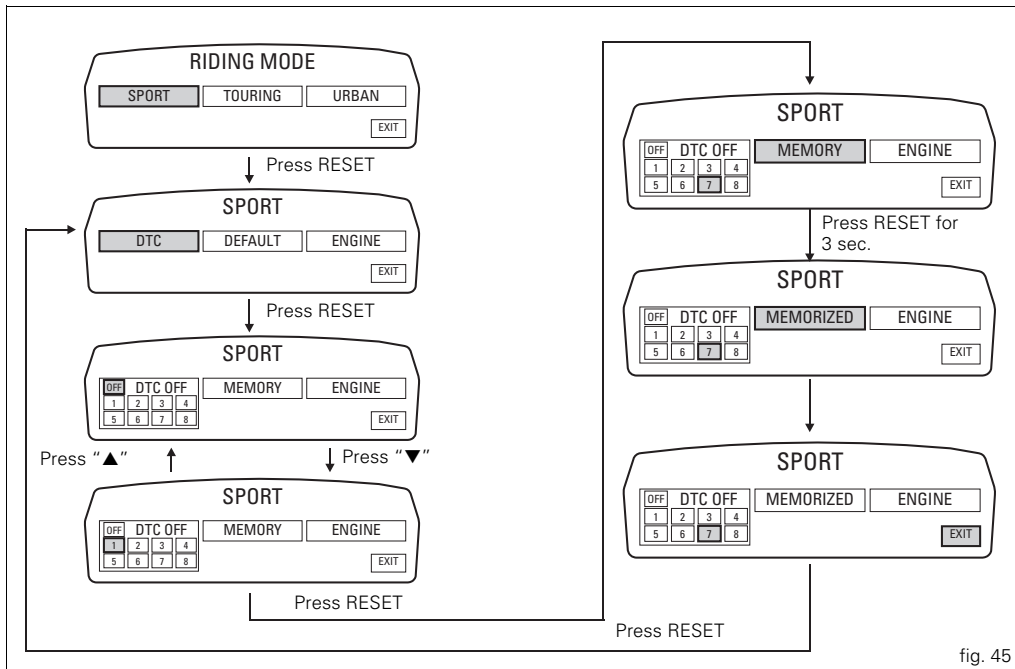 RIDING MODE
SPORT TOURING URBAN
EXIT
Press RESET
SPORT
DTC DEFAULT ENGINE
EXIT
Press RESET
SPORT
OFF DTC OFF MEMORY ENGINE
1 2 3 4
5 6 7 8
EXIT
Press "▲" Press "▼"
SPORT
OFF DTC OFF MEMORY ENGINE
1 2 3 4
5 6 7 8
EXIT
Press RESET
SPORT
OFF DTC OFF MEMORY ENGINE
1 2 3 4
5 6 7 8
EXIT
Press RESET for
3 sec.
SPORT
OFF DTC OFF MEMORIZED ENGINE
1 2 3 4
5 6 7 8
EXIT
SPORT
OFF DTC OFF MEMORIZED ENGINE
1 2 3 4
5 6 7 8
EXIT
Press RESET
fig. 45